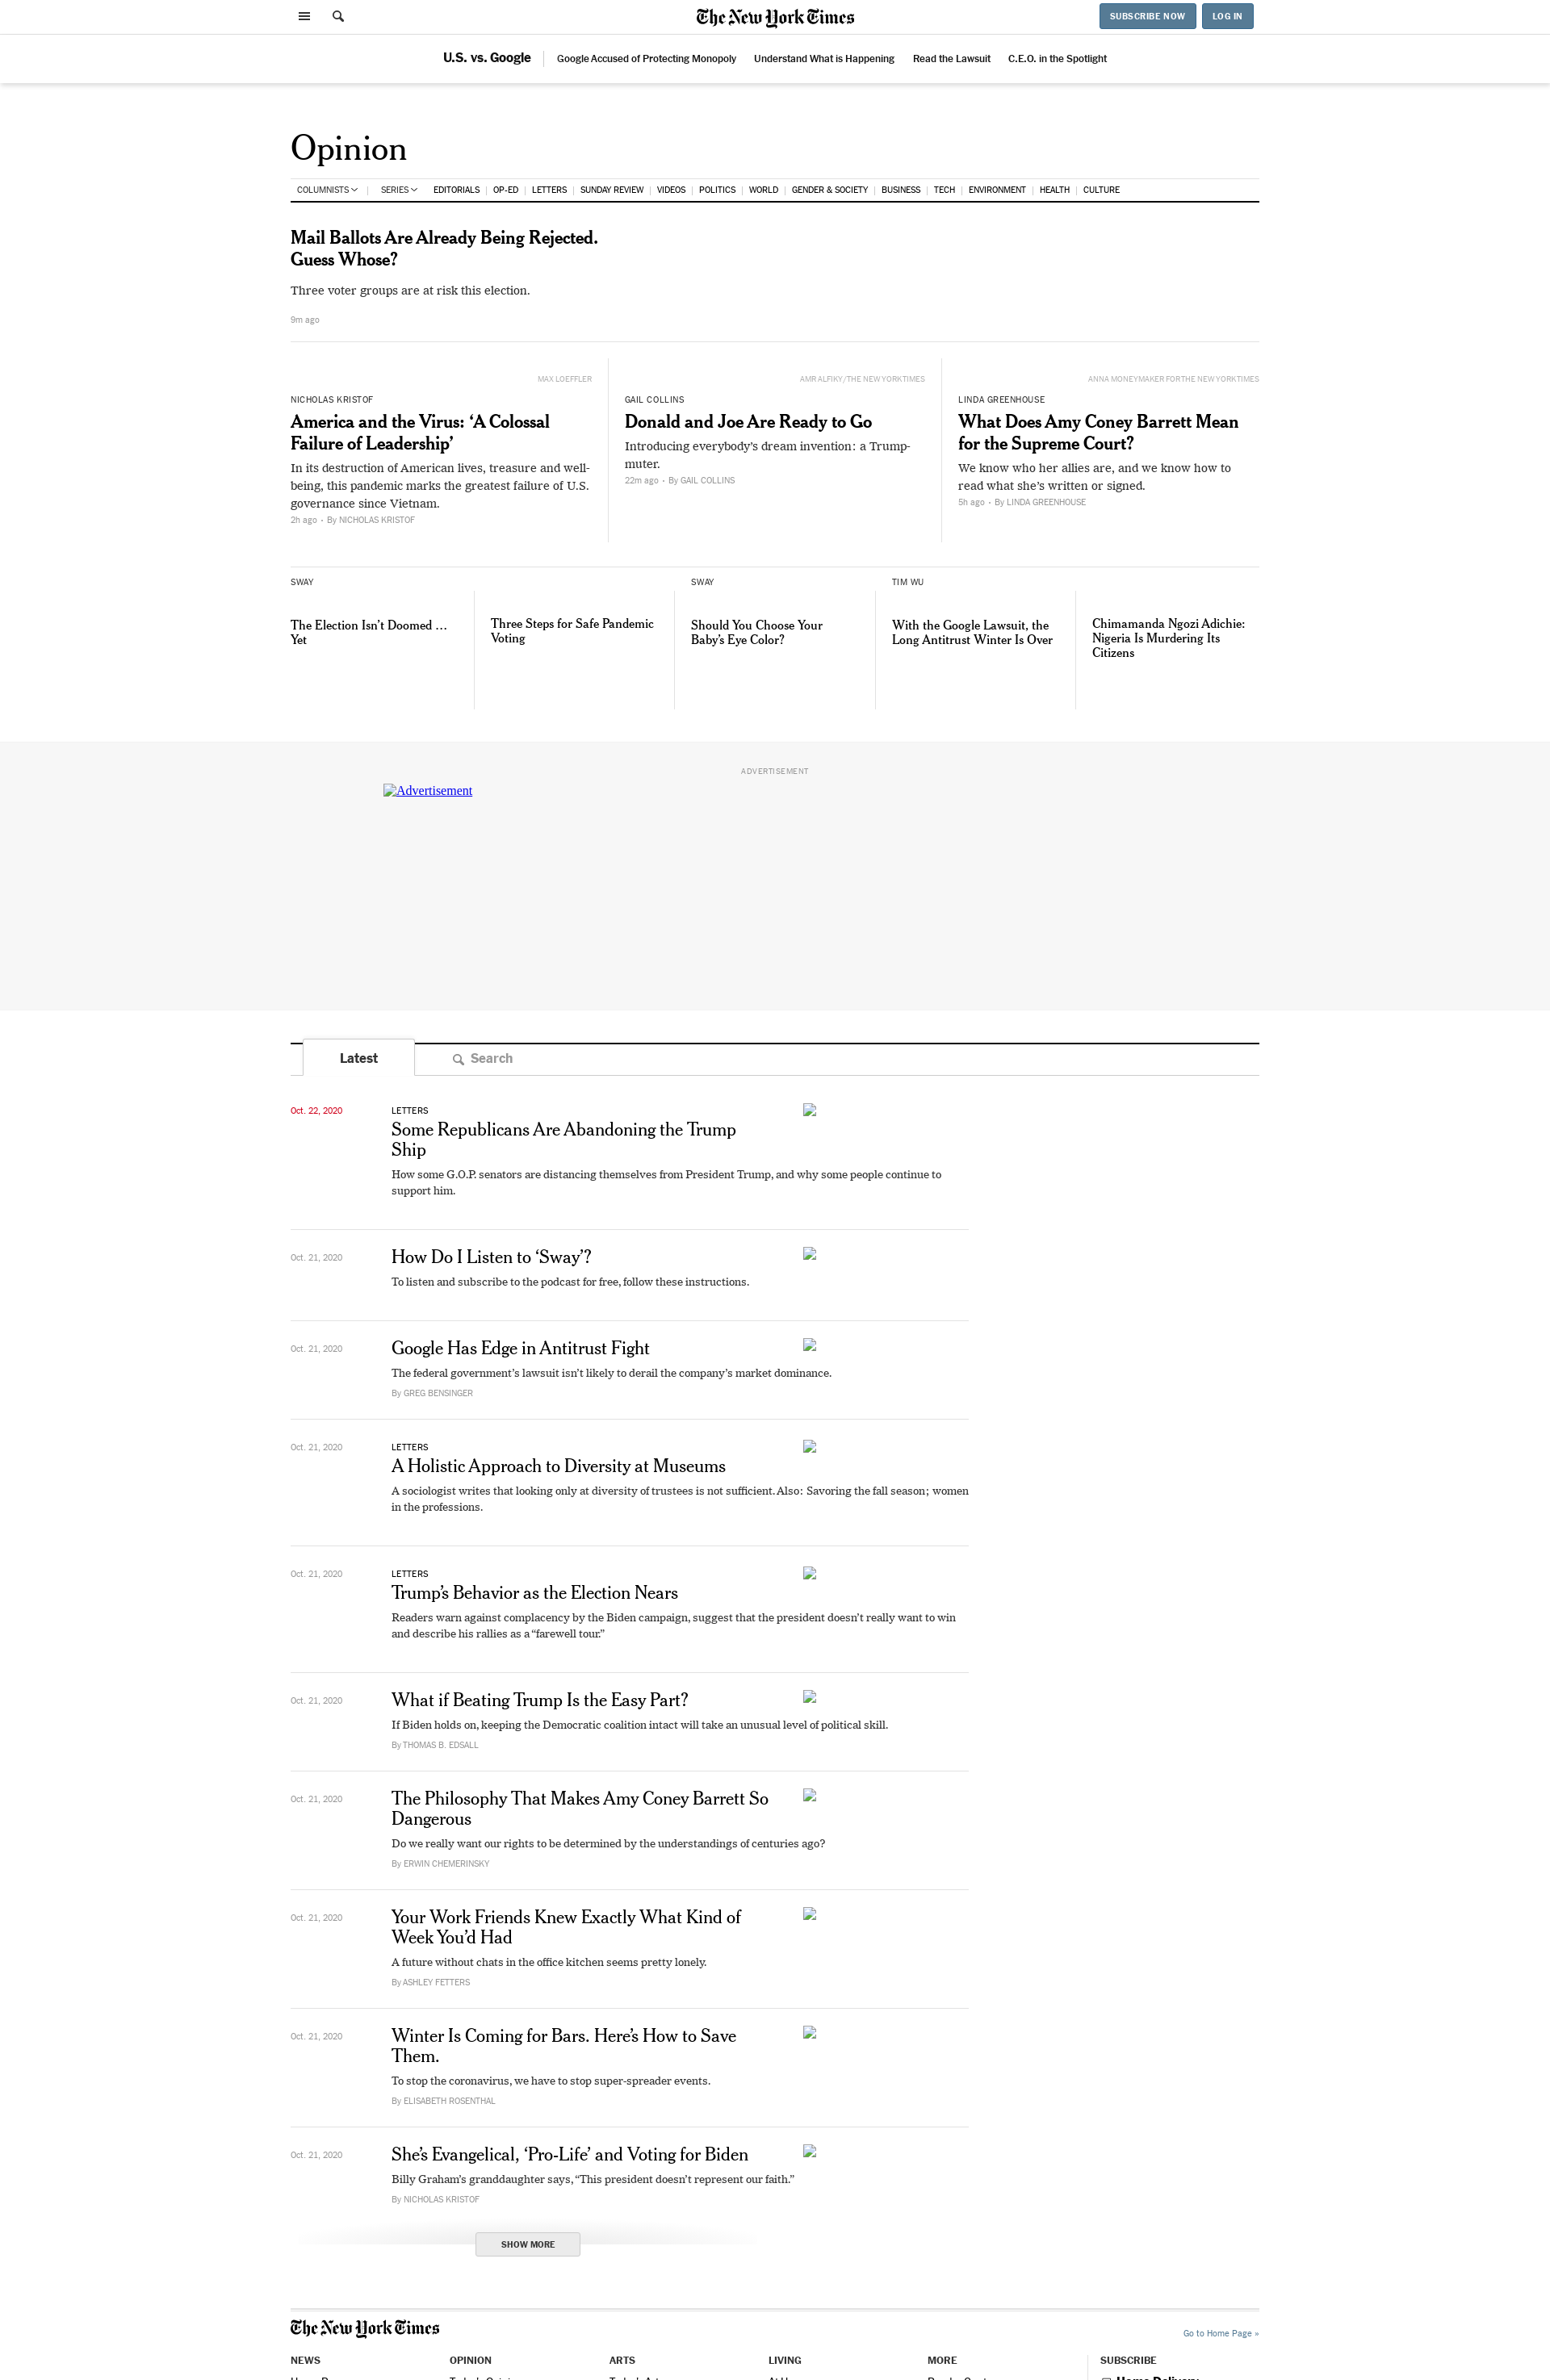 The New York Times
SUBSCRIBE NOW
LOG IN
U.S. vs. Google
Google Accused of Protecting Monopoly
Understand What is Happening
Read the Lawsuit
C.E.O. in the Spotlight
Opinion
COLUMNISTS
SERIES
EDITORIALS
OP-ED
LETTERS
SUNDAY REVIEW
VIDEOS
POLITICS
WORLD
GENDER & SOCIETY
BUSINESS
TECH
ENVIRONMENT
HEALTH
CULTURE
Mail Ballots Are Already Being Rejected.
Guess Whose?
Three voter groups are at risk this election.
9m ago
MAX LOEFFLER
NICHOLAS KRISTOF
America and the Virus: ‘A Colossal
Failure of Leadership’
In its destruction of American lives, treasure and well-
being, this pandemic marks the greatest failure of U.S.
governance since Vietnam.
2h ago • By NICHOLAS KRISTOF
AMR ALFIKY/THE NEW YORK TIMES
GAIL COLLINS
Donald and Joe Are Ready to Go
Introducing everybody’s dream invention: a Trump-
muter.
22m ago • By GAIL COLLINS
ANNA MONEYMAKER FOR THE NEW YORK TIMES
LINDA GREENHOUSE
What Does Amy Coney Barrett Mean
for the Supreme Court?
We know who her allies are, and we know how to
read what she’s written or signed.
5h ago • By LINDA GREENHOUSE
SWAY
The Election Isn’t Doomed …
Yet
Three Steps for Safe Pandemic
Voting
SWAY
Should You Choose Your
Baby’s Eye Color?
TIM WU
With the Google Lawsuit, the
Long Antitrust Winter Is Over
Chimamanda Ngozi Adichie:
Nigeria Is Murdering Its
Citizens
ADVERTISEMENT
Advertisement
Latest
Search
Oct. 22, 2020
LETTERS
Some Republicans Are Abandoning the Trump
Ship
How some G.O.P. senators are distancing themselves from President Trump, and why some people continue to
support him.
Oct. 21, 2020
How Do I Listen to ‘Sway’?
To listen and subscribe to the podcast for free, follow these instructions.
Oct. 21, 2020
Google Has Edge in Antitrust Fight
The federal government’s lawsuit isn’t likely to derail the company’s market dominance.
By GREG BENSINGER
Oct. 21, 2020
LETTERS
A Holistic Approach to Diversity at Museums
A sociologist writes that looking only at diversity of trustees is not sufficient. Also: Savoring the fall season; women
in the professions.
Oct. 21, 2020
LETTERS
Trump’s Behavior as the Election Nears
Readers warn against complacency by the Biden campaign, suggest that the president doesn’t really want to win
and describe his rallies as a “farewell tour.”
Oct. 21, 2020
What if Beating Trump Is the Easy Part?
If Biden holds on, keeping the Democratic coalition intact will take an unusual level of political skill.
By THOMAS B. EDSALL
Oct. 21, 2020
The Philosophy That Makes Amy Coney Barrett So
Dangerous
Do we really want our rights to be determined by the understandings of centuries ago?
By ERWIN CHEMERINSKY
Oct. 21, 2020
Your Work Friends Knew Exactly What Kind of
Week You’d Had
A future without chats in the office kitchen seems pretty lonely.
By ASHLEY FETTERS
Oct. 21, 2020
Winter Is Coming for Bars. Here’s How to Save
Them.
To stop the coronavirus, we have to stop super-spreader events.
By ELISABETH ROSENTHAL
Oct. 21, 2020
She’s Evangelical, ‘Pro-Life’ and Voting for Biden
Billy Graham’s granddaughter says, “This president doesn’t represent our faith.”
By NICHOLAS KRISTOF
SHOW MORE
The New York Times
Go to Home Page »
NEWS
OPINION
ARTS
LIVING
MORE
SUBSCRIBE